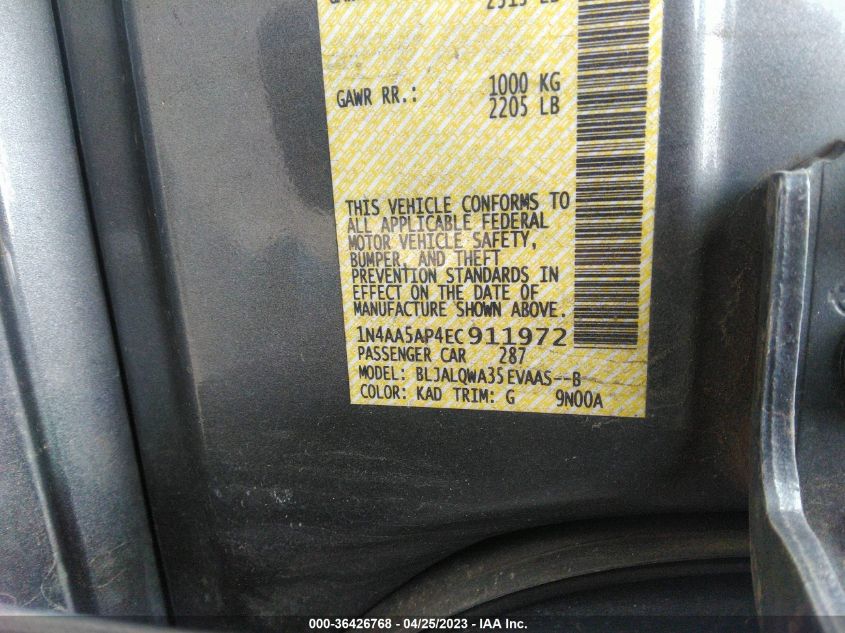 GAWR RR.: 1000 KG
2205 LB
THIS VEHICLE CONFORMS TO
ALL APPLICABLE FEDERAL
MOTOR VEHICLE SAFETY,
BUMPER, AND THEFT
PREVENTION STANDARDS IN
EFFECT ON THE DATE OF
MANUFACTURE SHOWN ABOVE.
1N4AA5AP4EC911972
PASSENGER CAR 287
MODEL: BLJALQWA35EVAAS--B
COLOR: KAD TRIM: G 9N00A
000-36426768 - 04/25/2023 - IAA Inc.